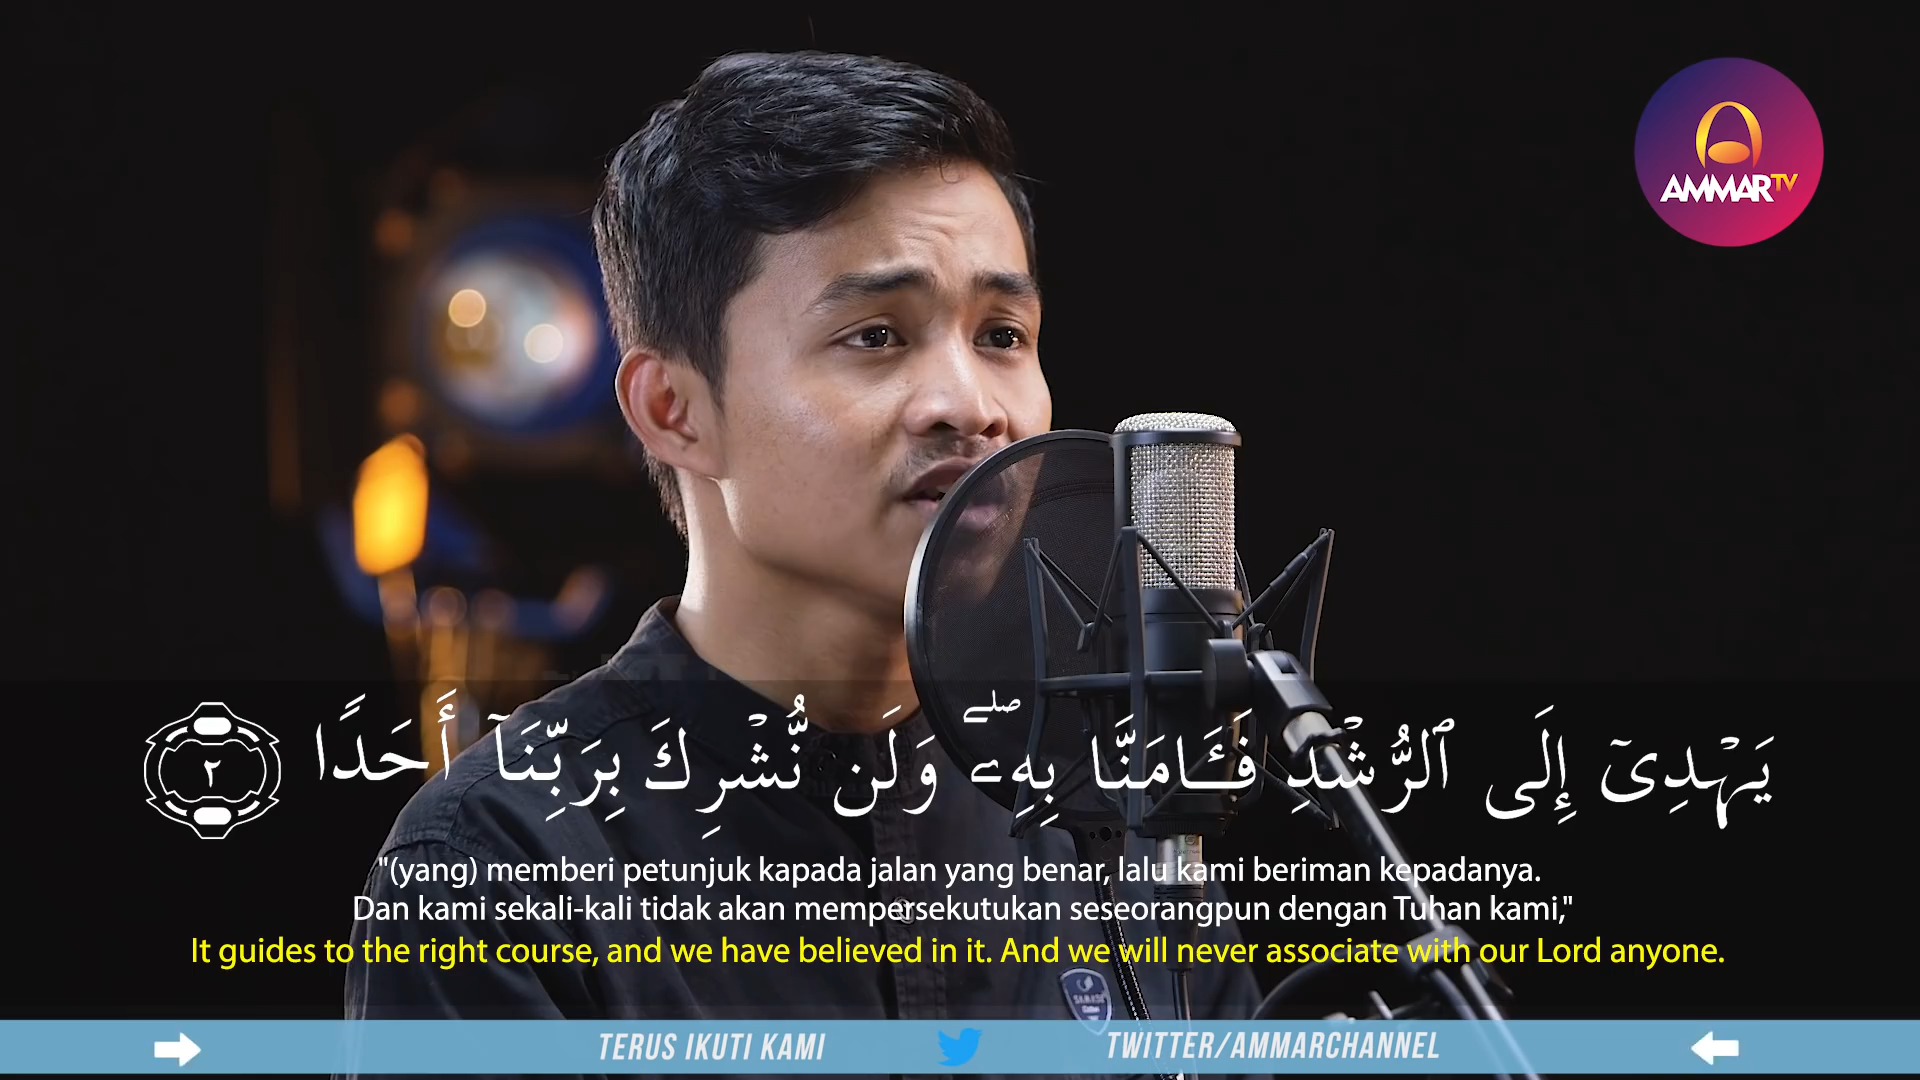 AMMARTV
يَهْدِىٓ إِلَى ٱلرُّشْدِ فَـَٔامَنَّا بِهِۦ ۖ وَلَن نُّشْرِكَ بِرَبِّنَآ أَحَدًا ٢
"(yang) memberi petunjuk kapada jalan yang benar, lalu kami beriman kepadanya.
Dan kami sekali-kali tidak akan mempersekutukan seseorangpun dengan Tuhan kami,"
It guides to the right course, and we have believed in it. And we will never associate with our Lord anyone.
TERUS IKUTI KAMI TWITTER/AMMARCHANNEL